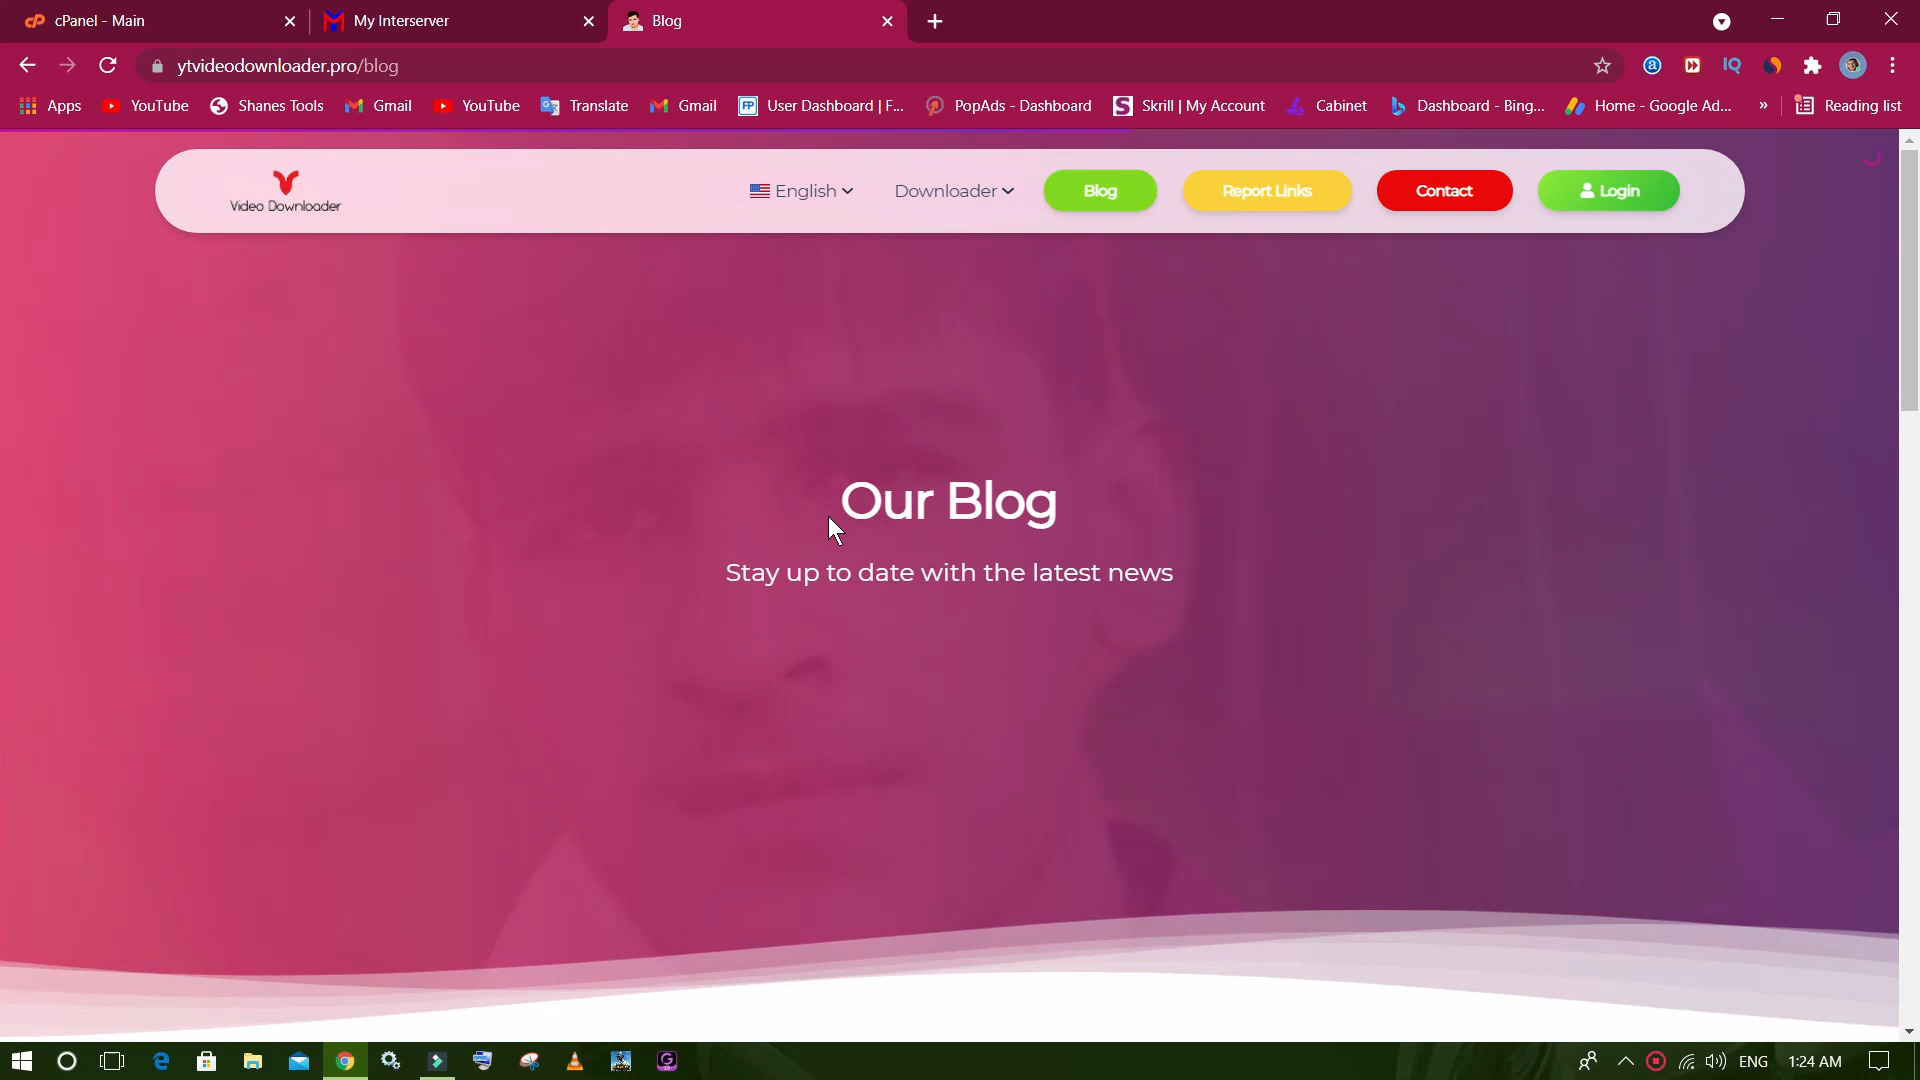 cPanel - Main
My Interserver
Blog
ytvideodownloader.pro/blog
Apps
YouTube
Shanes Tools
Gmail
YouTube
Translate
Gmail
User Dashboard | F...
PopAds - Dashboard
Skrill | My Account
Cabinet
Dashboard - Bing...
Home - Google Ad...
»
Reading list
Video Downloader
English
Downloader
Blog
Report Links
Contact
Login
Our Blog
Stay up to date with the latest news
ENG
1:24 AM